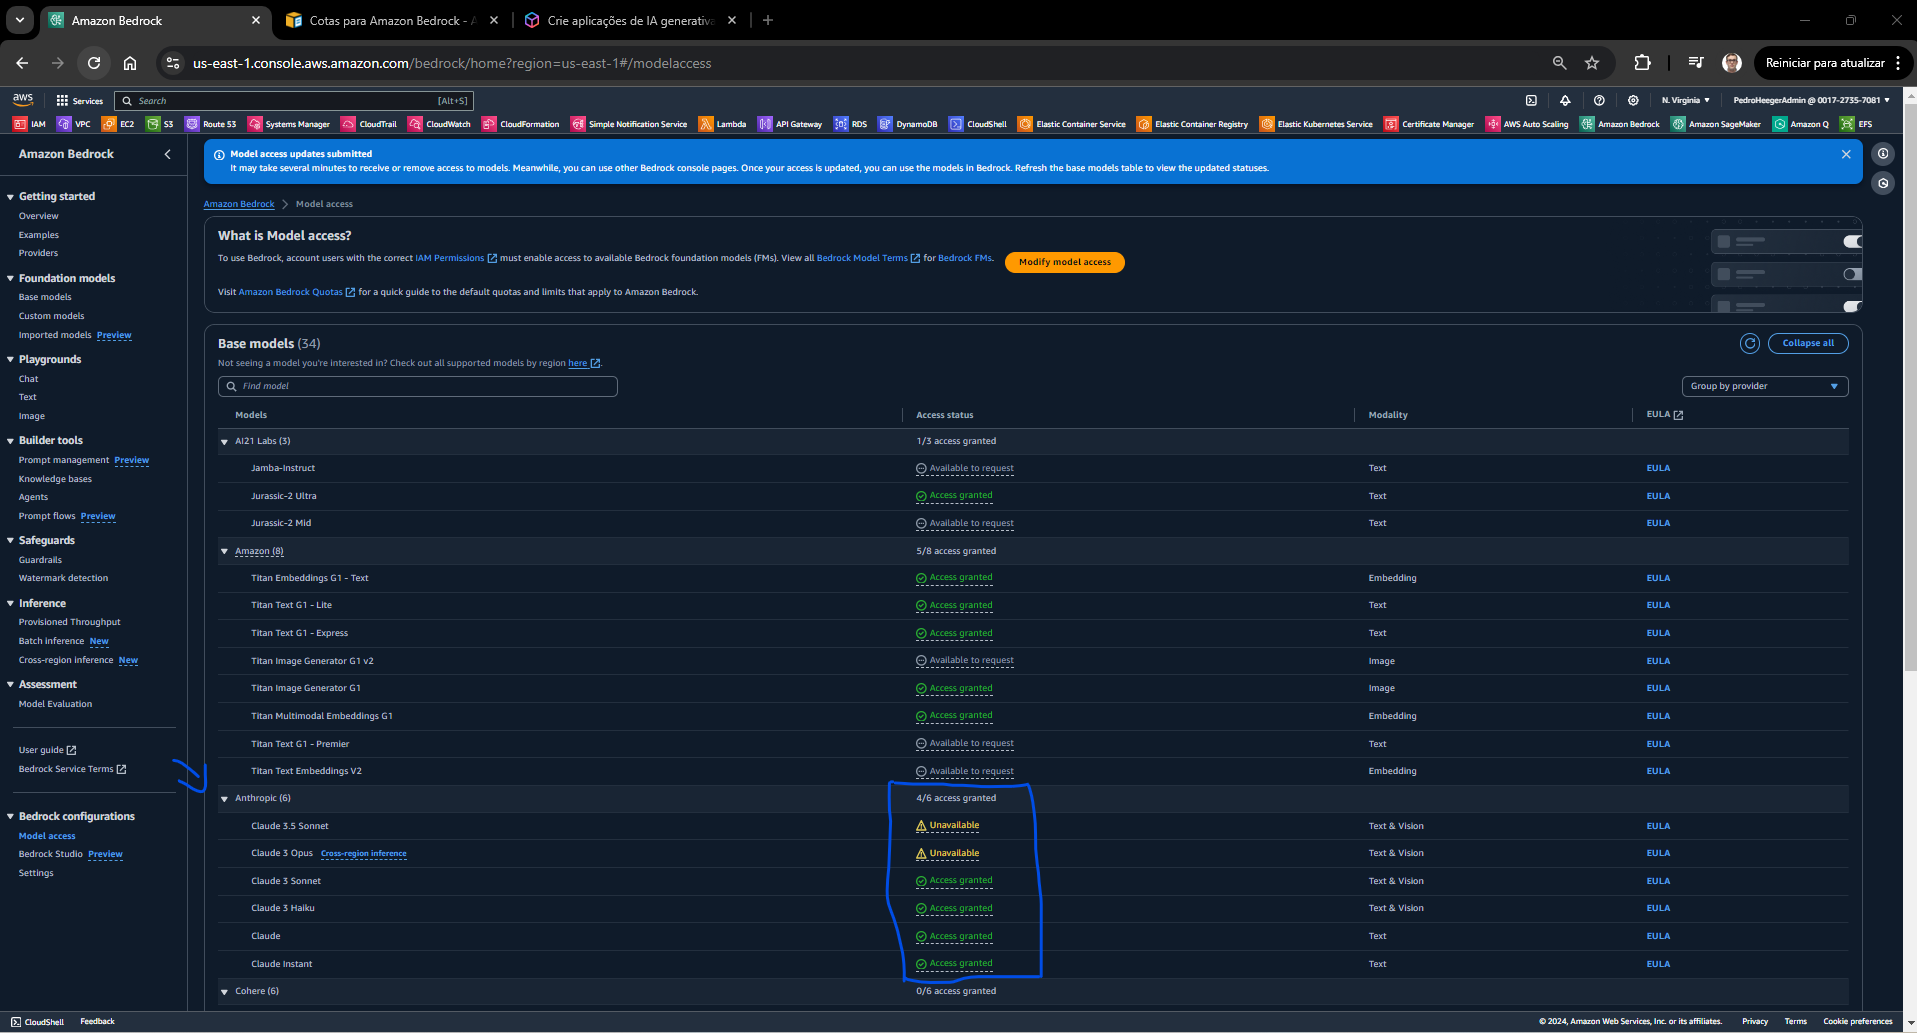 Amazon Bedrock
Cotas para Amazon Bedrock - A
Crie aplicações de IA generativa
us-east-1.console.aws.amazon.com/bedrock/home?region=us-east-1#/modelaccess
Reiniciar para atualizar
aws
Services
Search
[Alt+S]
N. Virginia
PedroHeegerAdmin @ 0017-2735-7081
IAM
VPC
EC2
S3
Route 53
Systems Manager
CloudTrail
CloudWatch
CloudFormation
Simple Notification Service
Lambda
API Gateway
RDS
DynamoDB
CloudShell
Elastic Container Service
Elastic Container Registry
Elastic Kubernetes Service
Certificate Manager
AWS Auto Scaling
Amazon Bedrock
Amazon SageMaker
Amazon Q
EFS
Amazon Bedrock
Getting started
Overview
Examples
Providers
Foundation models
Base models
Custom models
Imported models Preview
Playgrounds
Chat
Text
Image
Builder tools
Prompt management Preview
Knowledge bases
Agents
Prompt flows Preview
Safeguards
Guardrails
Watermark detection
Inference
Provisioned Throughput
Batch inference New
Cross-region inference New
Assessment
Model Evaluation
User guide
Bedrock Service Terms
Bedrock configurations
Model access
Bedrock Studio Preview
Settings
Model access updates submitted
It may take several minutes to receive or remove access to models. Meanwhile, you can use other Bedrock console pages. Once your access is updated, you can use the models in Bedrock. Refresh the base models table to view the updated statuses.
Amazon Bedrock
Model access
What is Model access?
To use Bedrock, account users with the correct IAM Permissions must enable access to available Bedrock foundation models (FMs). View all Bedrock Model Terms for Bedrock FMs.
Modify model access
Visit Amazon Bedrock Quotas for a quick guide to the default quotas and limits that apply to Amazon Bedrock.
Base models (34)
Collapse all
Not seeing a model you're interested in? Check out all supported models by region here.
Find model
Group by provider
Models Access status Modality EULA
AI21 Labs (3) 1/3 access granted
Jamba-Instruct Available to request Text EULA
Jurassic-2 Ultra Access granted Text EULA
Jurassic-2 Mid Available to request Text EULA
Amazon (8) 5/8 access granted
Titan Embeddings G1 - Text Access granted Embedding EULA
Titan Text G1 - Lite Access granted Text EULA
Titan Text G1 - Express Access granted Text EULA
Titan Image Generator G1 v2 Available to request Image EULA
Titan Image Generator G1 Access granted Image EULA
Titan Multimodal Embeddings G1 Access granted Embedding EULA
Titan Text G1 - Premier Available to request Text EULA
Titan Text Embeddings V2 Available to request Embedding EULA
Anthropic (6) 4/6 access granted
Claude 3.5 Sonnet Unavailable Text & Vision EULA
Claude 3 Opus Cross-region inference Unavailable Text & Vision EULA
Claude 3 Sonnet Access granted Text & Vision EULA
Claude 3 Haiku Access granted Text & Vision EULA
Claude Access granted Text EULA
Claude Instant Access granted Text EULA
Cohere (6) 0/6 access granted
CloudShell
Feedback
© 2024, Amazon Web Services, Inc. or its affiliates.
Privacy
Terms
Cookie preferences